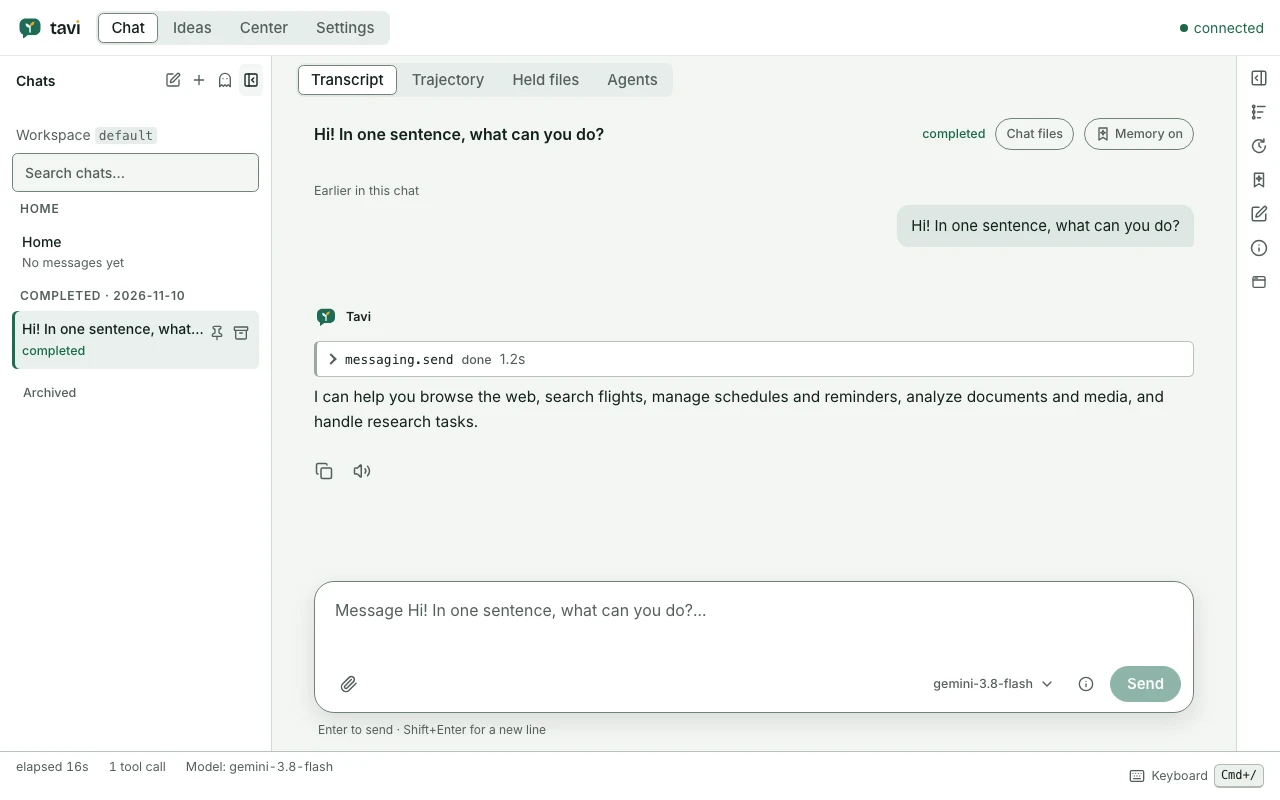 tavi
Chat
Ideas
Center
Settings
connected
Chats
Workspace default
Search chats...
HOME
Home
No messages yet
COMPLETED · 2026-11-10
Hi! In one sentence, what...
completed
Archived
Transcript
Trajectory
Held files
Agents
Hi! In one sentence, what can you do?
completed
Chat files
Memory on
Earlier in this chat
Hi! In one sentence, what can you do?
Tavi
messaging.send done 1.2s
I can help you browse the web, search flights, manage schedules and reminders, analyze documents and media, and
handle research tasks.
Message Hi! In one sentence, what can you do?...
gemini-3.8-flash
Send
Enter to send · Shift+Enter for a new line
elapsed 16s
1 tool call
Model: gemini-3.8-flash
Keyboard Cmd+/